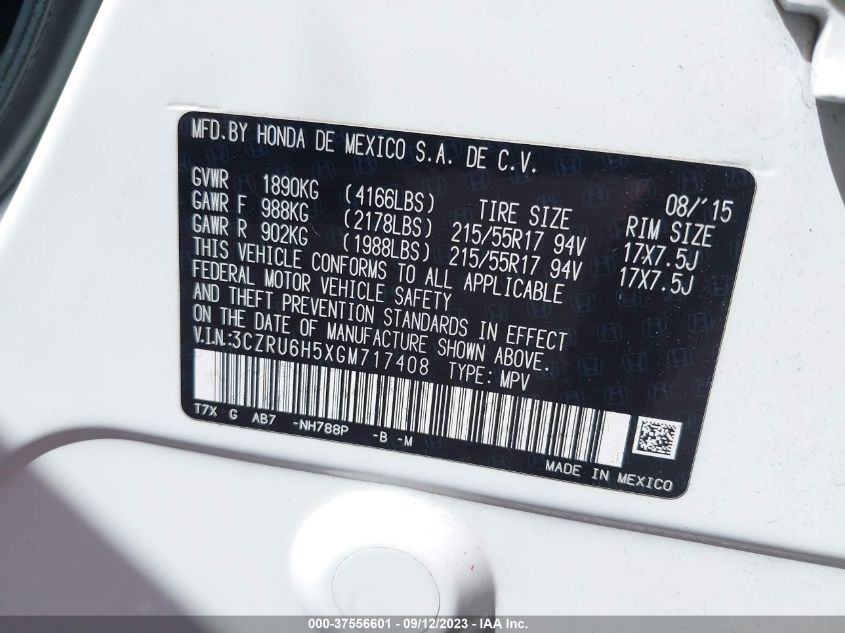 MFD.BY HONDA DE MEXICO S.A. DE C.V.
08/'15
GVWR 1890KG (4166LBS) TIRE SIZE RIM SIZE
GAWR F 988KG (2178LBS) 215/55R17 94V 17X7.5J
GAWR R 902KG (1988LBS) 215/55R17 94V 17X7.5J
THIS VEHICLE CONFORMS TO ALL APPLICABLE
FEDERAL MOTOR VEHICLE SAFETY
AND THEFT PREVENTION STANDARDS IN EFFECT
ON THE DATE OF MANUFACTURE SHOWN ABOVE.
V.I.N:3CZRU6H5XGM717408 TYPE: MPV
T7X G AB7 -NH788P -B -M
MADE IN MEXICO
000-37556601 - 09/12/2023 - IAA Inc.